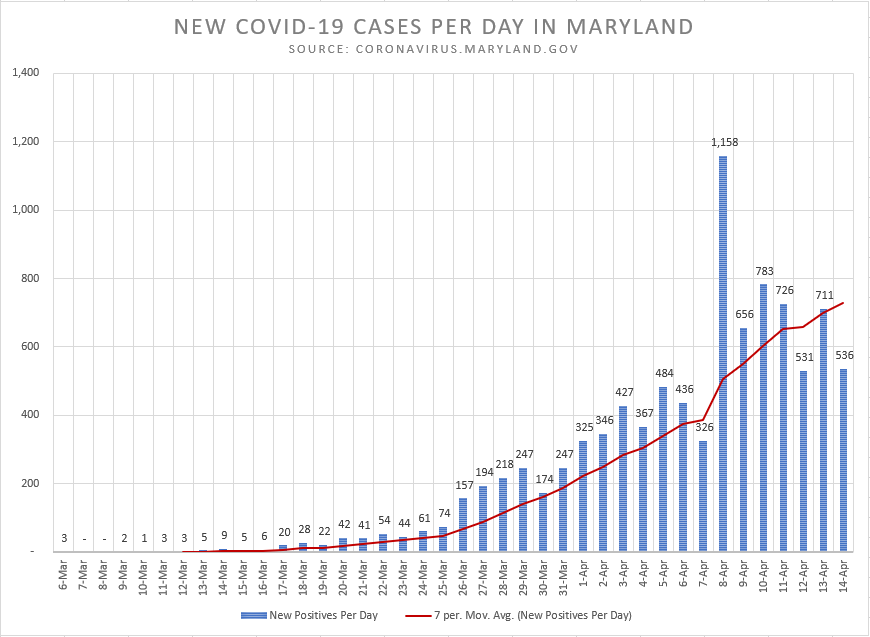 NEW COVID-19 CASES PER DAY IN MARYLAND
SOURCE: CORONAVIRUS.MARYLAND.GOV
1,400
1,200
1,000
800
600
400
200
-
3 - - 2 1 3 3 5 9 5 6 20 28 22 42 41 54 44 61 74 157 194 218 247 174 247 325 346 427 367 484 436 326 1,158 656 783 726 531 711 536
6-Mar 7-Mar 8-Mar 9-Mar 10-Mar 11-Mar 12-Mar 13-Mar 14-Mar 15-Mar 16-Mar 17-Mar 18-Mar 19-Mar 20-Mar 21-Mar 22-Mar 23-Mar 24-Mar 25-Mar 26-Mar 27-Mar 28-Mar 29-Mar 30-Mar 31-Mar 1-Apr 2-Apr 3-Apr 4-Apr 5-Apr 6-Apr 7-Apr 8-Apr 9-Apr 10-Apr 11-Apr 12-Apr 13-Apr 14-Apr
New Positives Per Day 7 per. Mov. Avg. (New Positives Per Day)